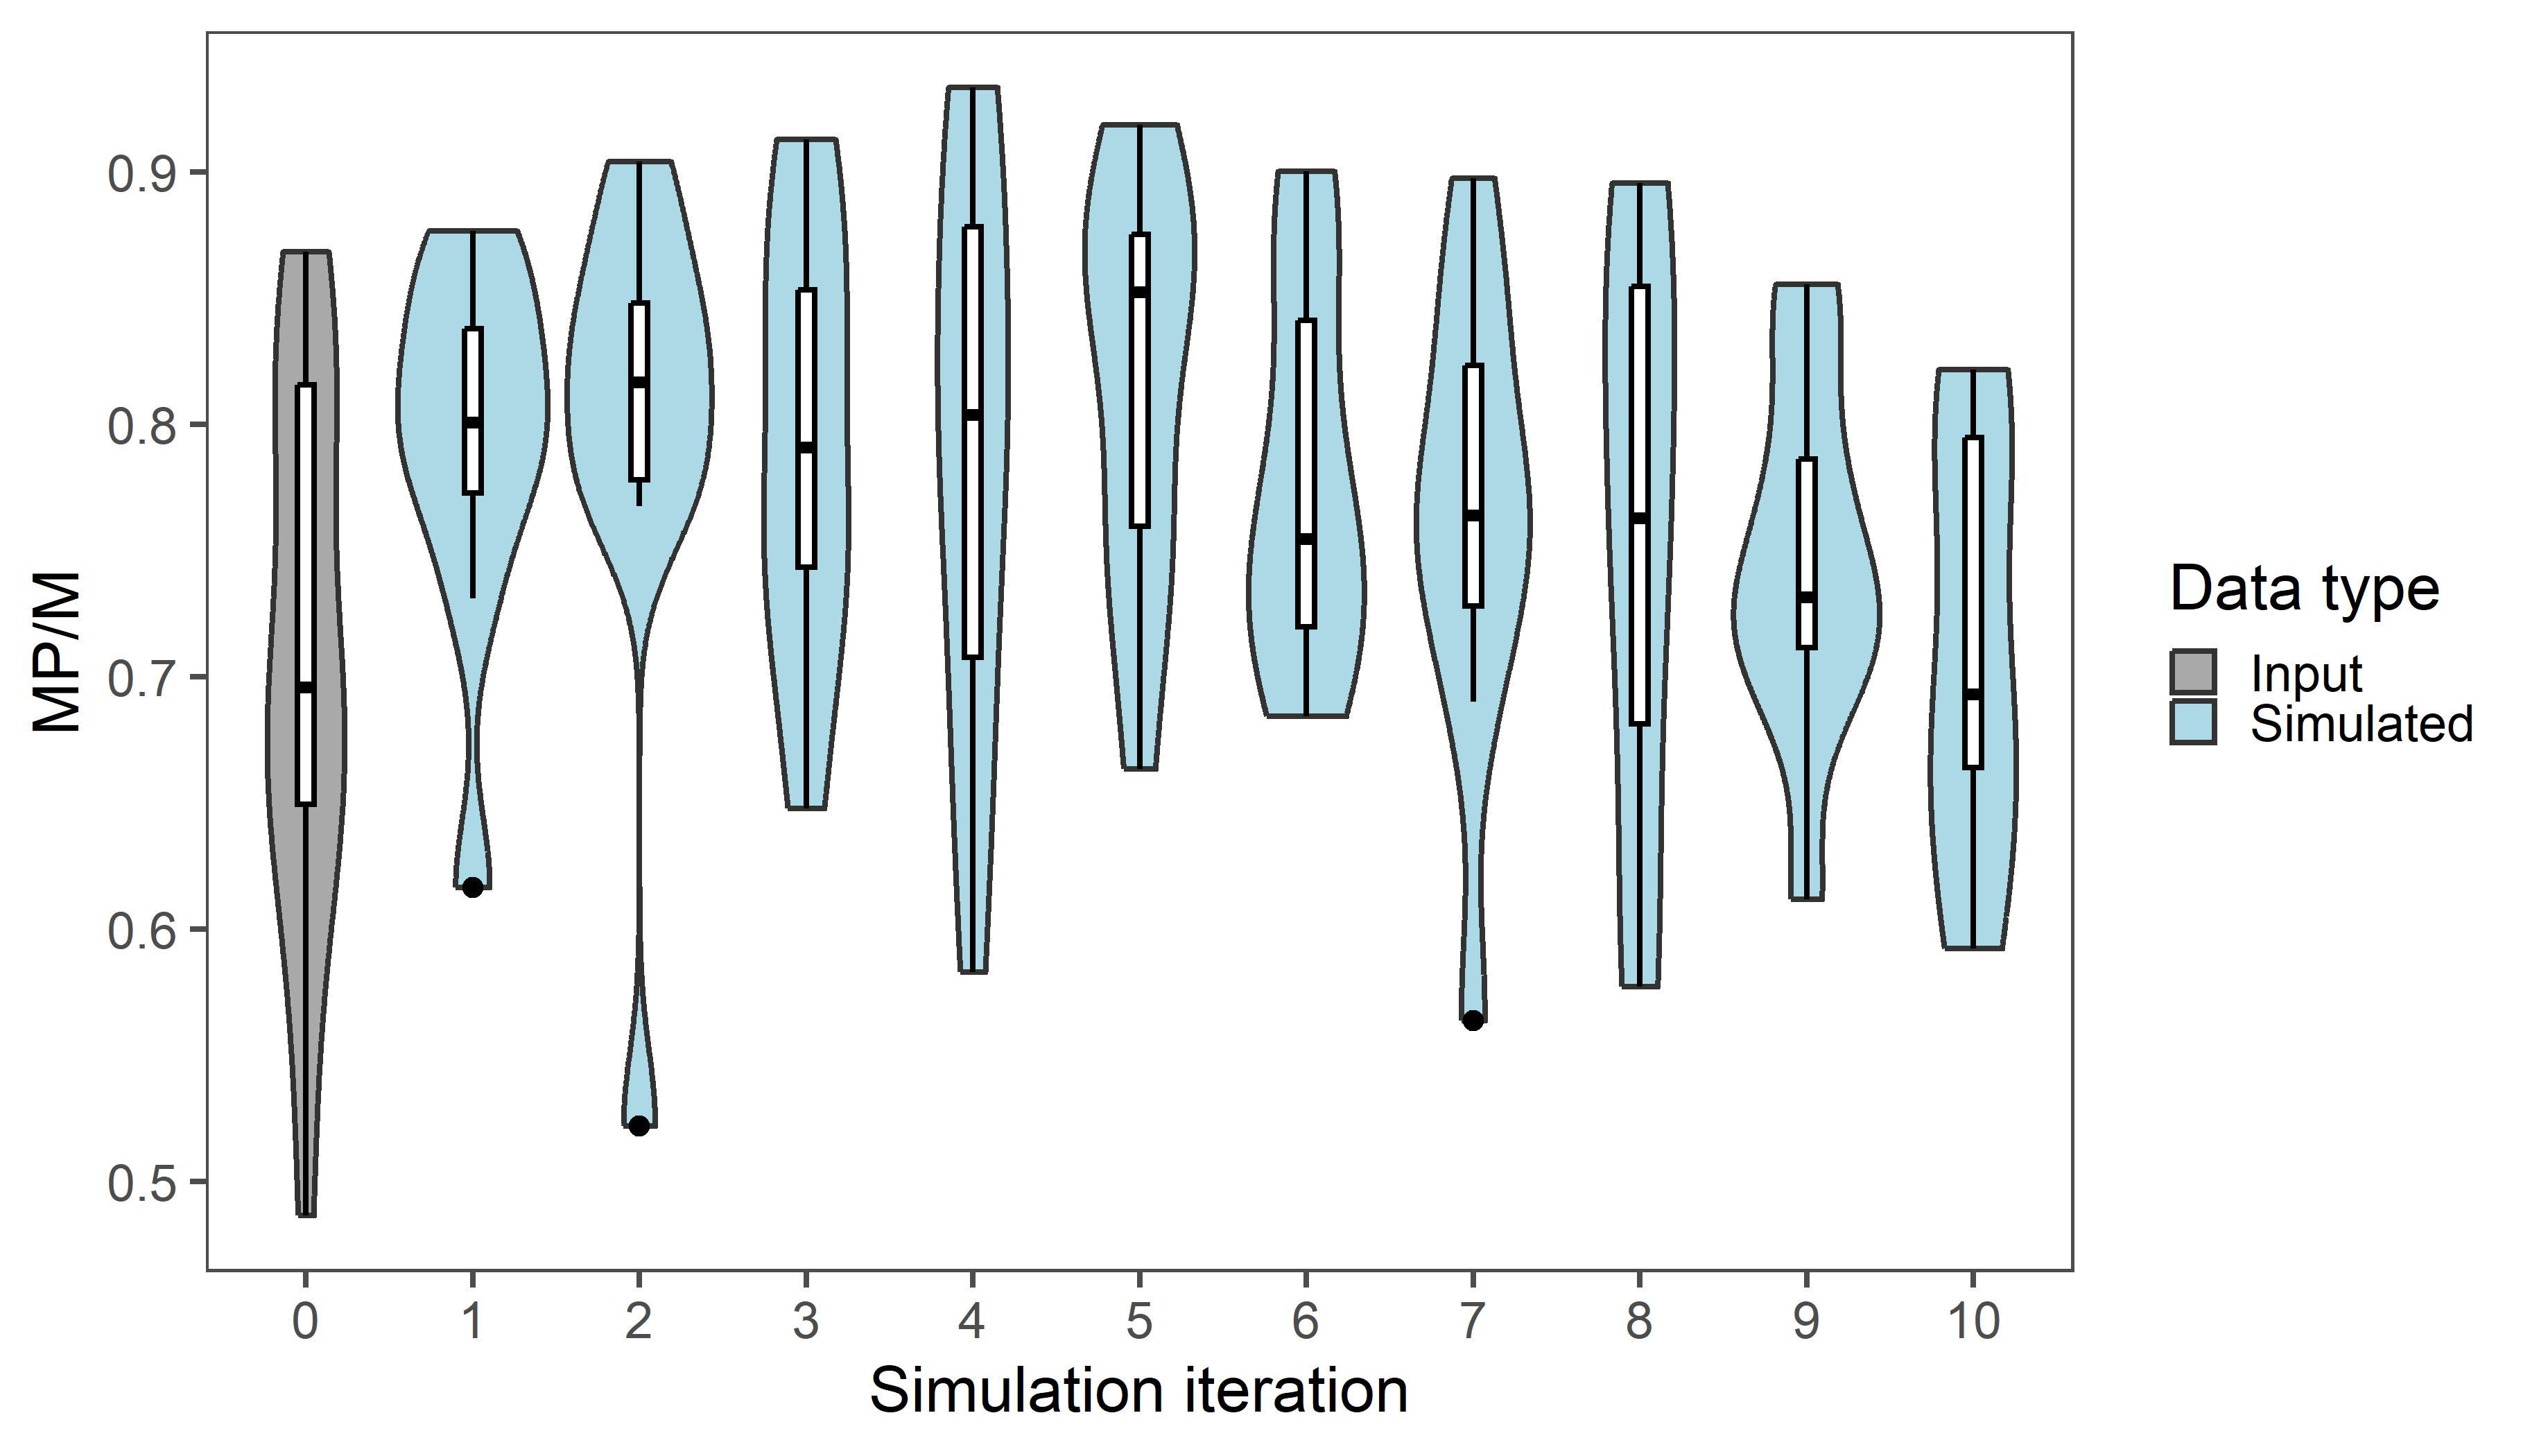 MP/M
0.9
0.8
0.7
0.6
0.5
0 1 2 3 4 5 6 7 8 9 10
Simulation iteration
Data type
Input
Simulated